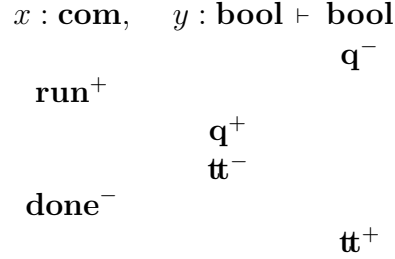 x : com, y : bool ⊢ bool
q⁻
run⁺
q⁺
tt⁻
done⁻
tt⁺